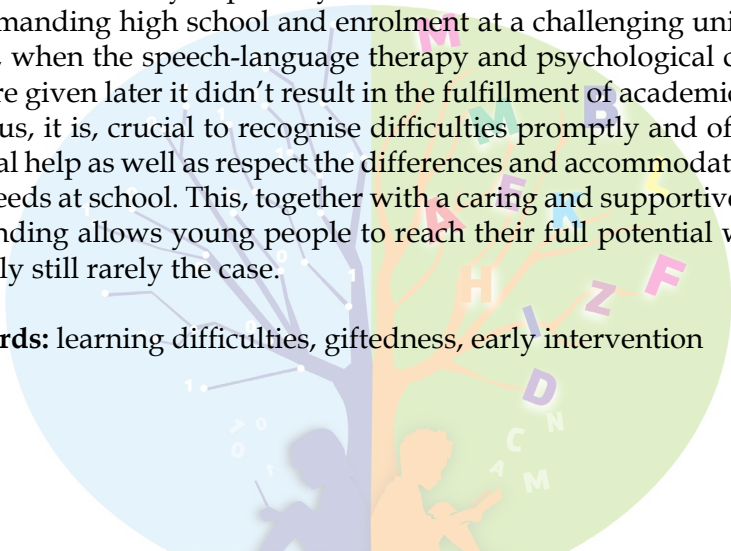 manding high school and enrolment at a challenging uni
, when the speech-language therapy and psychological c
re given later it didn't result in the fulfillment of academic
us, it is, crucial to recognise difficulties promptly and of
al help as well as respect the differences and accommodat
eeds at school. This, together with a caring and supportive
nding allows young people to reach their full potential w
ly still rarely the case.
rds: learning difficulties, giftedness, early intervention
M
M B
E L
A K
H F
Z
I
1
D
1
C N
A M